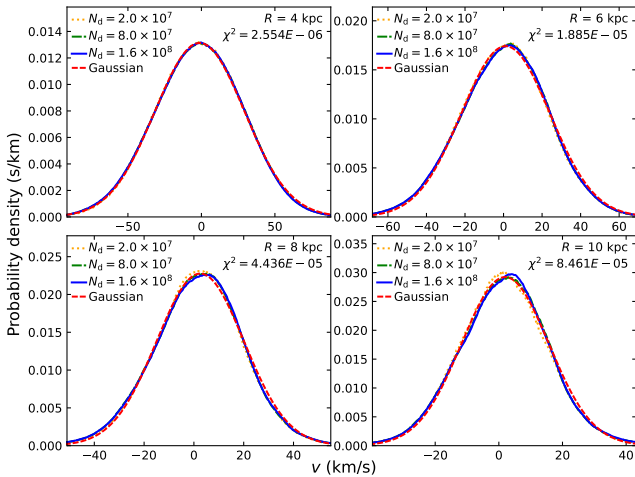 Probability density (s/km)
N_d = 2.0 × 10^7
N_d = 8.0 × 10^7
N_d = 1.6 × 10^8
Gaussian
R = 4 kpc
χ² = 2.554E − 06
0.014
0.012
0.010
0.008
0.006
0.004
0.002
0.000
−50 0 50
N_d = 2.0 × 10^7
N_d = 8.0 × 10^7
N_d = 1.6 × 10^8
Gaussian
R = 6 kpc
χ² = 1.885E − 05
0.020
0.015
0.010
0.005
0.000
−60 −40 −20 0 20 40 60
N_d = 2.0 × 10^7
N_d = 8.0 × 10^7
N_d = 1.6 × 10^8
Gaussian
R = 8 kpc
χ² = 4.436E − 05
0.025
0.020
0.015
0.010
0.005
0.000
−40 −20 0 20 40
N_d = 2.0 × 10^7
N_d = 8.0 × 10^7
N_d = 1.6 × 10^8
Gaussian
R = 10 kpc
χ² = 8.461E − 05
0.035
0.030
0.025
0.020
0.015
0.010
0.005
0.000
−20 0 20 40
v (km/s)